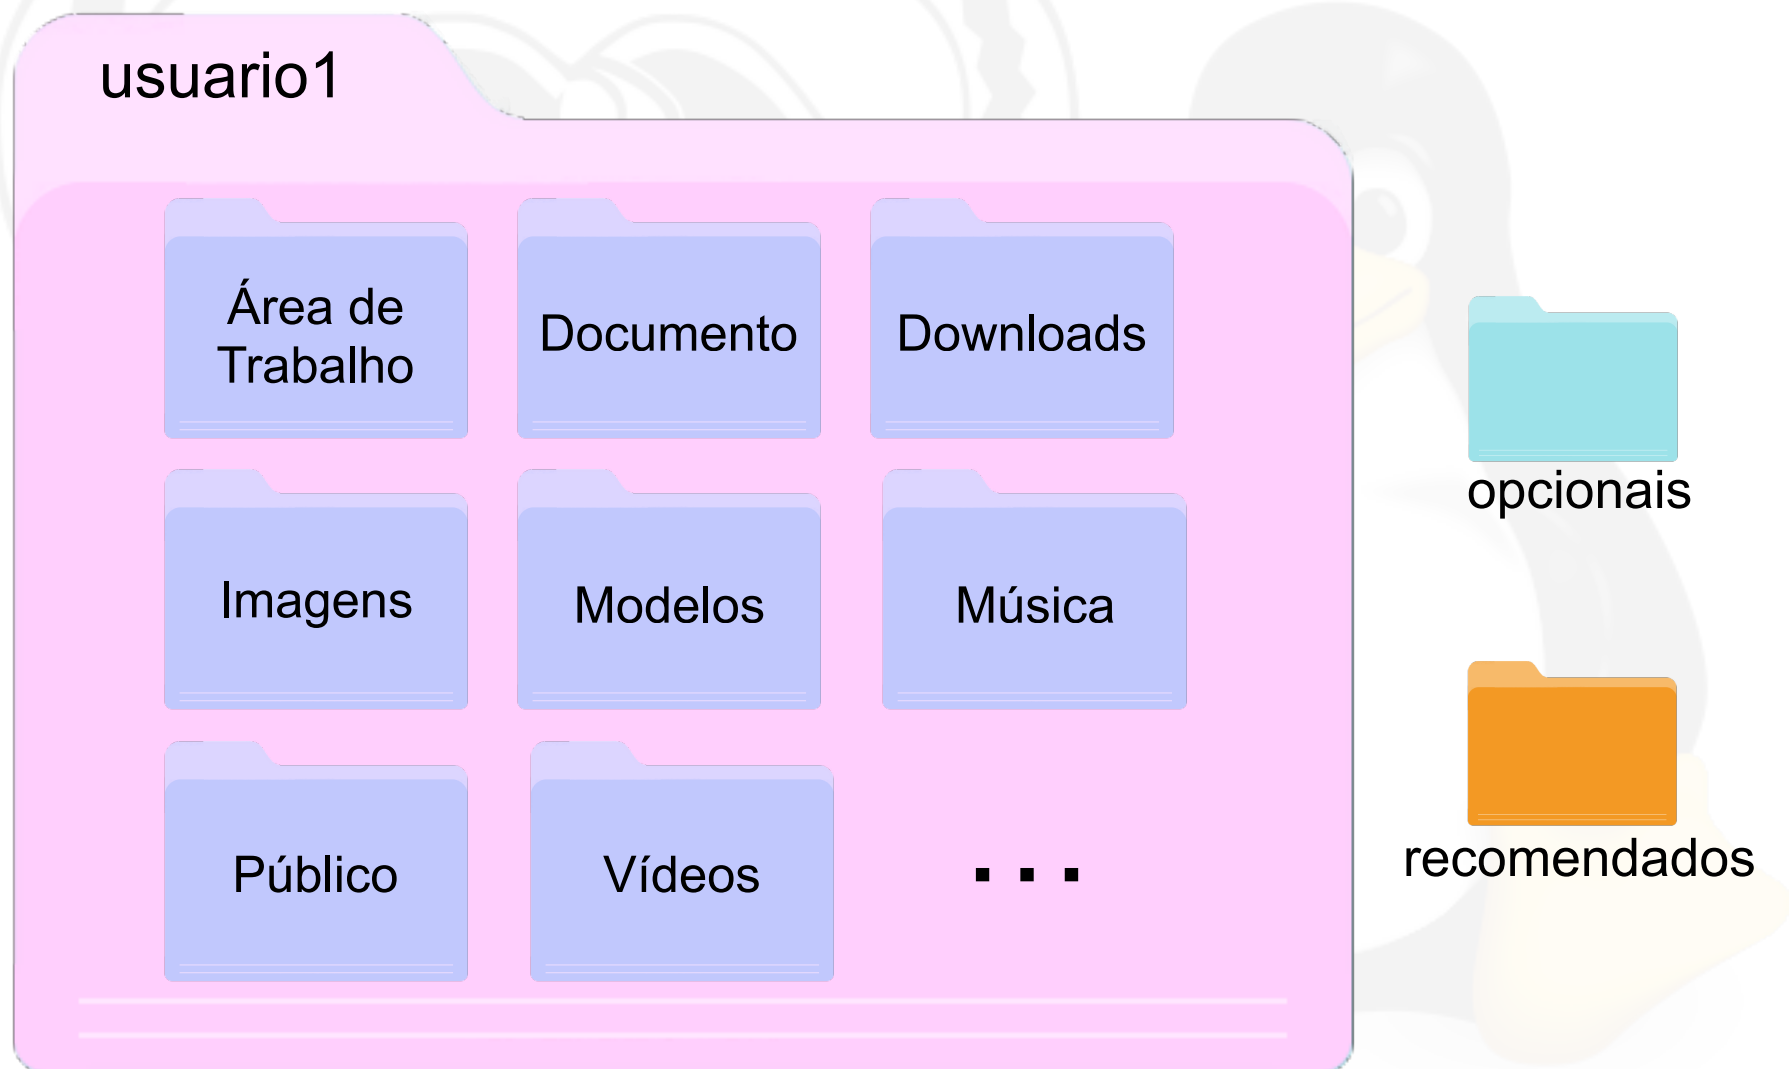 usuario1
Área de
Trabalho
Documento
Downloads
Imagens
Modelos
Música
Público
Vídeos
...
opcionais
recomendados